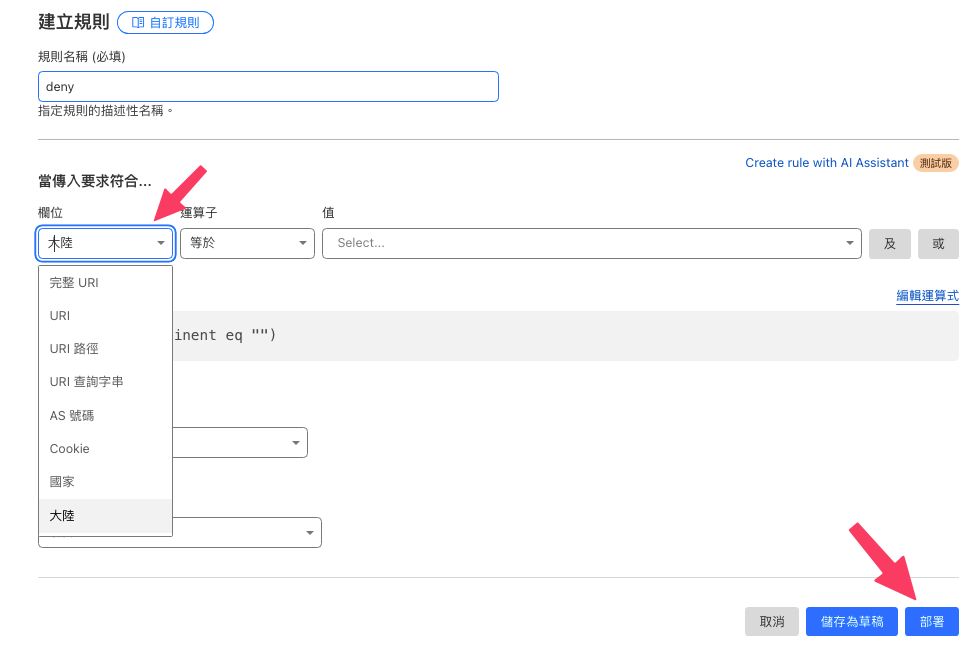 建立規則 自訂規則
規則名稱 (必填)
deny
指定規則的描述性名稱。
Create rule with AI Assistant 測試版
當傳入要求符合...
欄位 運算子 值
大陸 等於 Select... 及 或
完整 URI
編輯運算式
URI
inent eq "")
URI 路徑
URI 查詢字串
AS 號碼
Cookie
國家
大陸
取消 儲存為草稿 部署